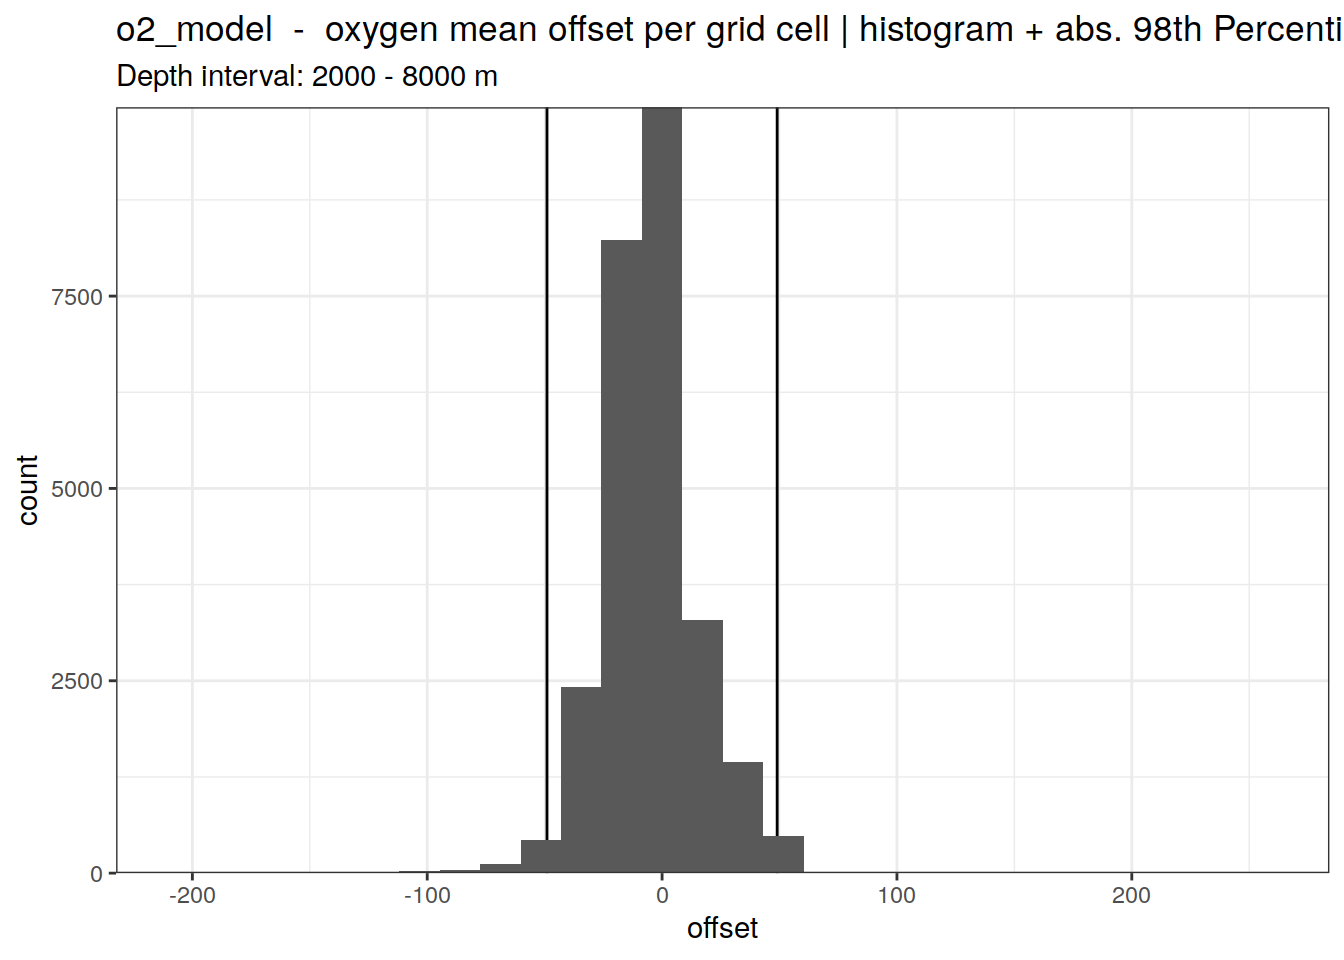 o2_model  -  oxygen mean offset per grid cell | histogram + abs. 98th Percenti
Depth interval: 2000 - 8000 m
7500
5000
2500
0
count
-200
-100
0
100
200
offset